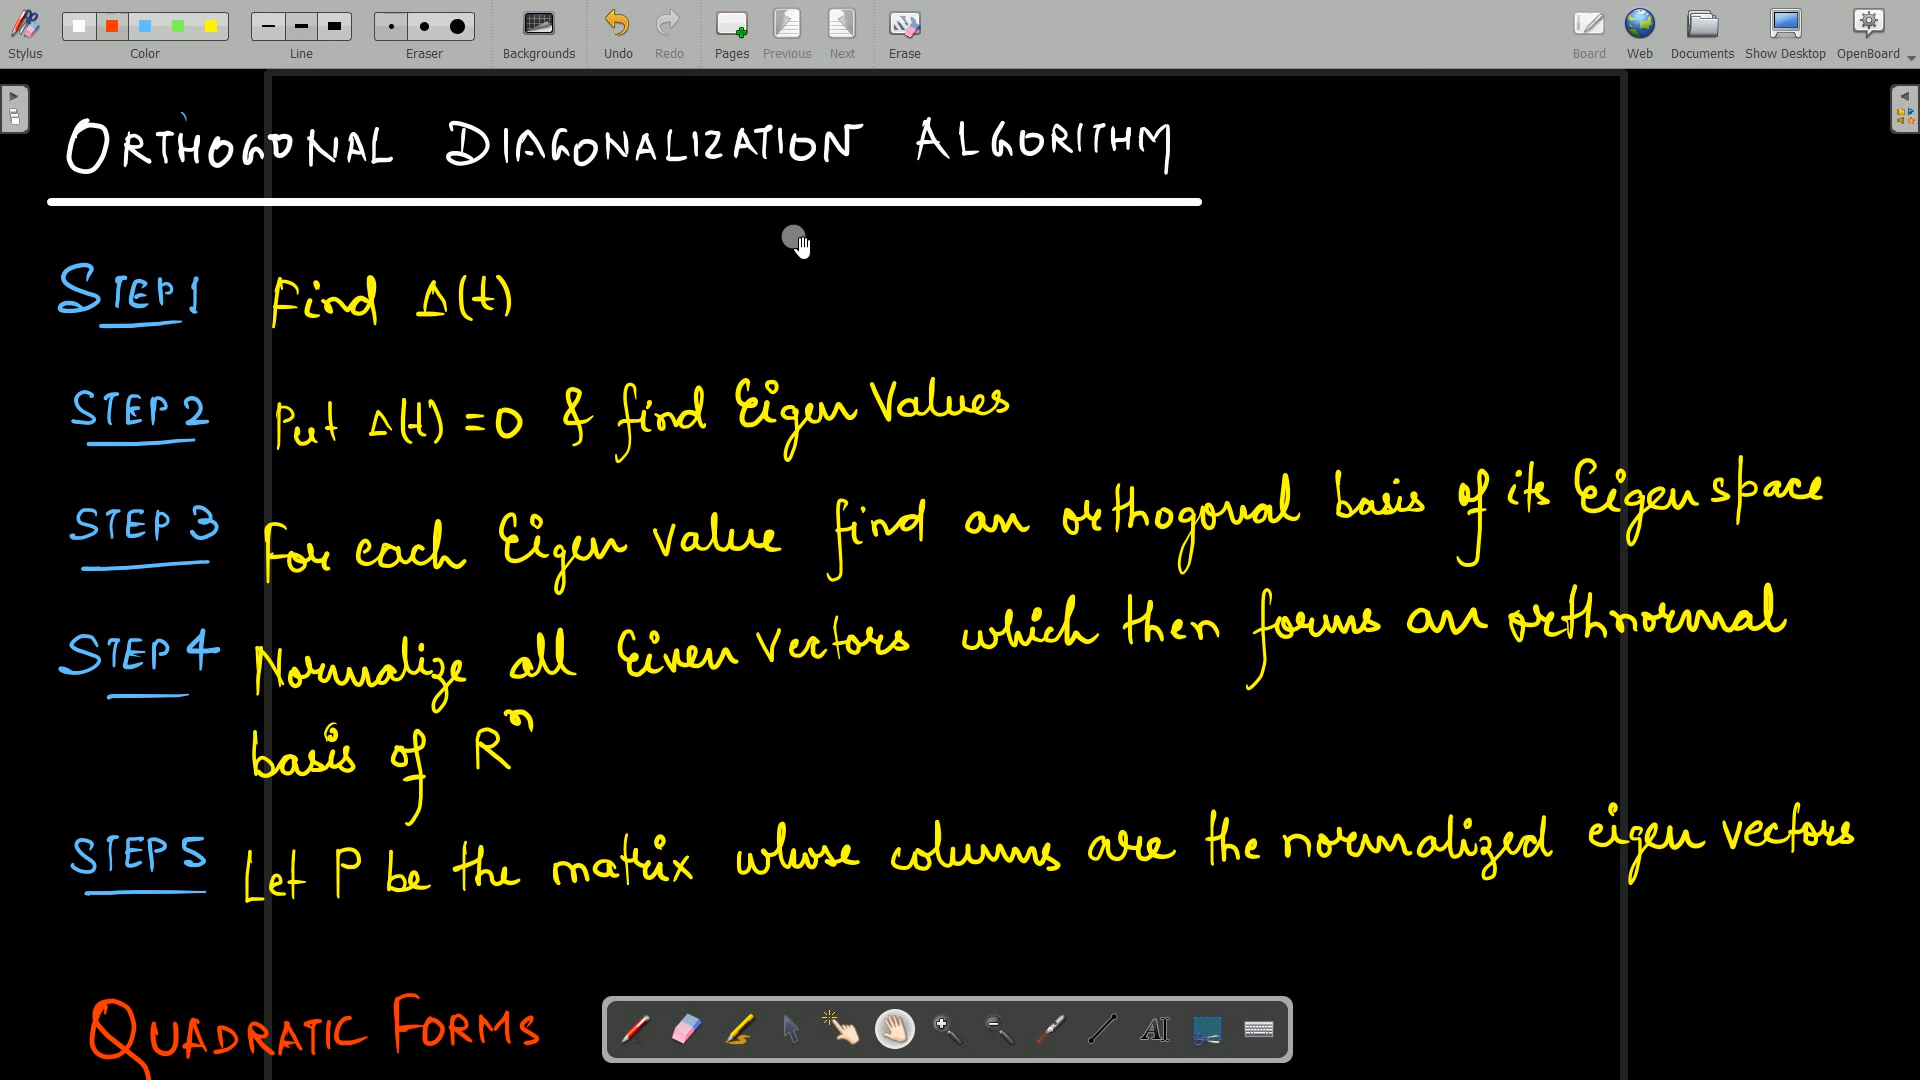 Stylus Color Line Eraser Backgrounds Undo Redo Pages Previous Next Erase Board Web Documents Show Desktop OpenBoard
ORTHOGONAL DIAGONALIZATION ALGORITHM
STEP 1 Find Δ(t)
STEP 2 Put Δ(t) = 0 & find Eigen Values
STEP 3 For each Eigen value find an orthogonal basis of its Eigen space
STEP 4 Normalize all Eigen Vectors which then forms an orthnormal
basis of Rⁿ
STEP 5 Let P be the matrix whose columns are the normalized eigen vectors
QUADRATIC FORMS
AI